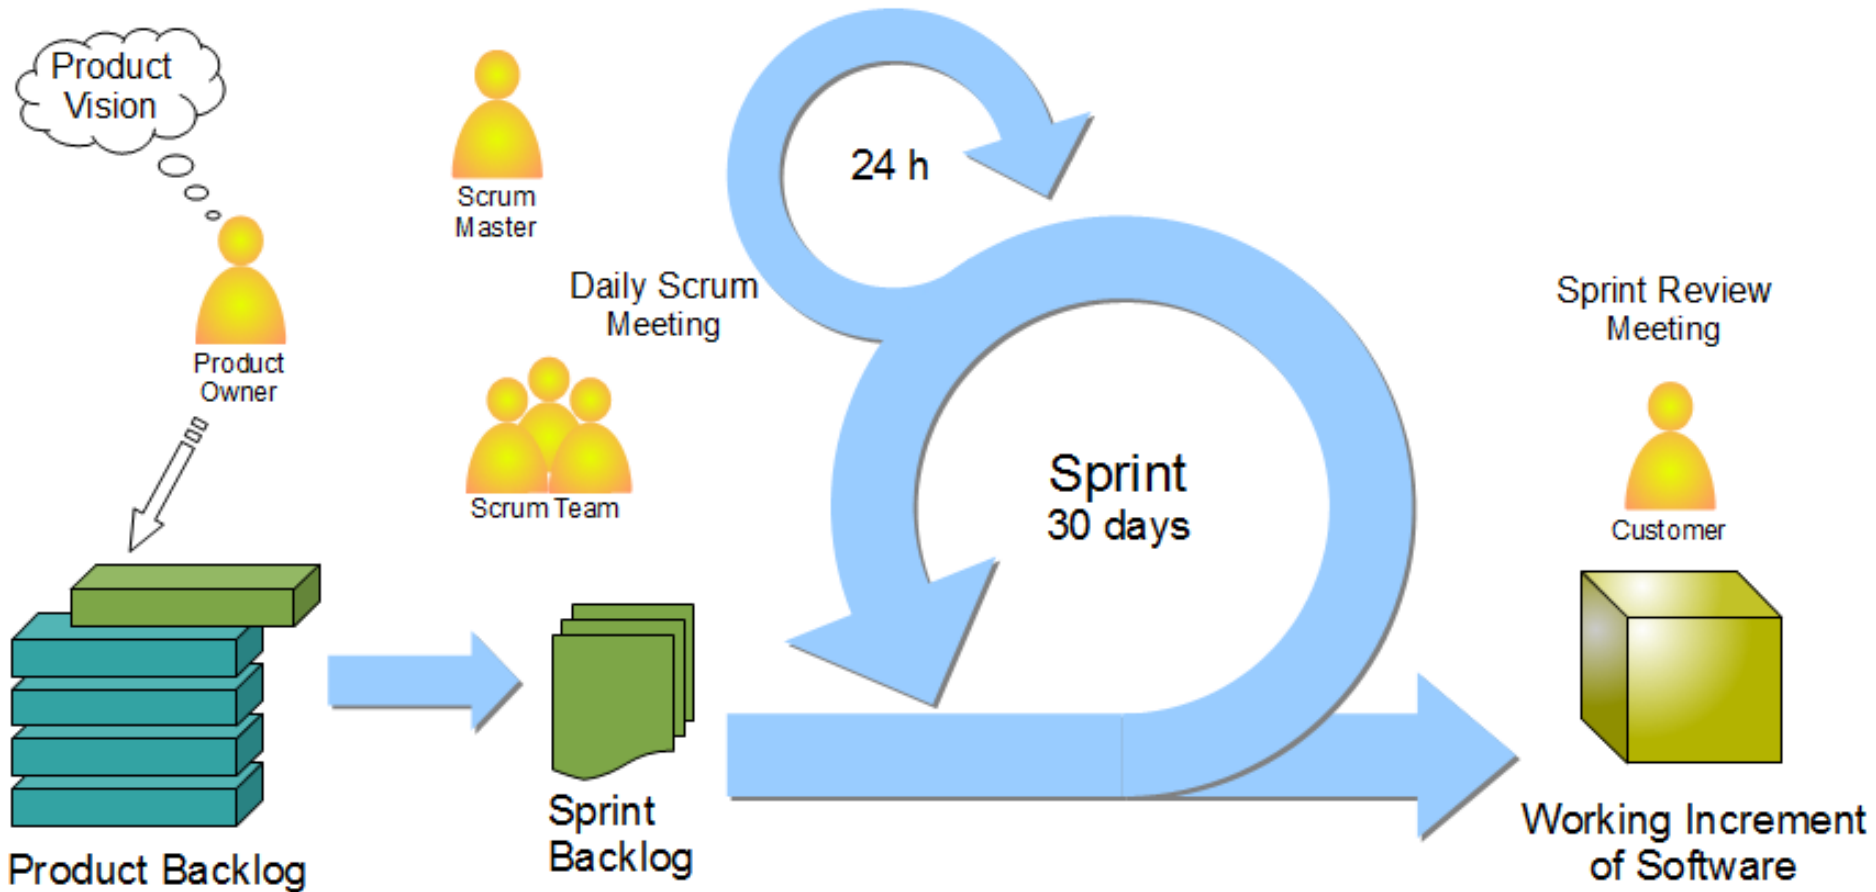 Product
Vision
Scrum
Master
24 h
Product
Owner
Daily Scrum
Meeting
Sprint Review
Meeting
Scrum Team
Sprint
30 days
Customer
Product Backlog
Sprint
Backlog
Working Increment
of Software